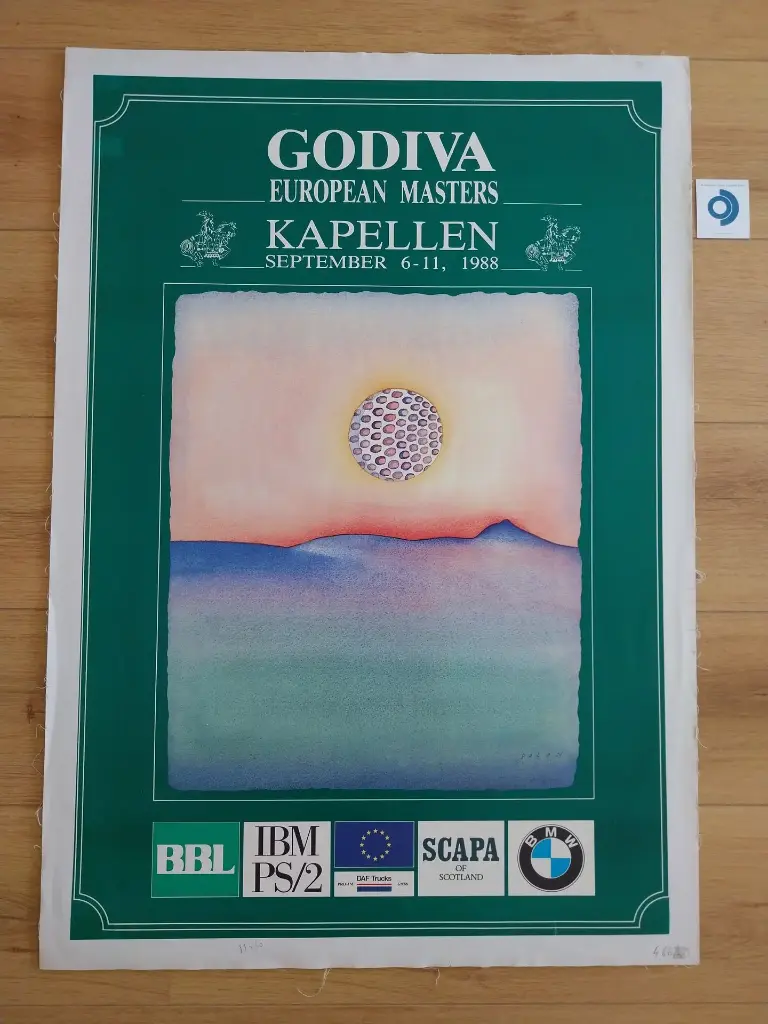 GODIVA
EUROPEAN MASTERS
KAPELLEN
SEPTEMBER 6-11, 1988
BBL
IBM
PS/2
DAF Trucks
SCAPA
OF
SCOTLAND
BMW